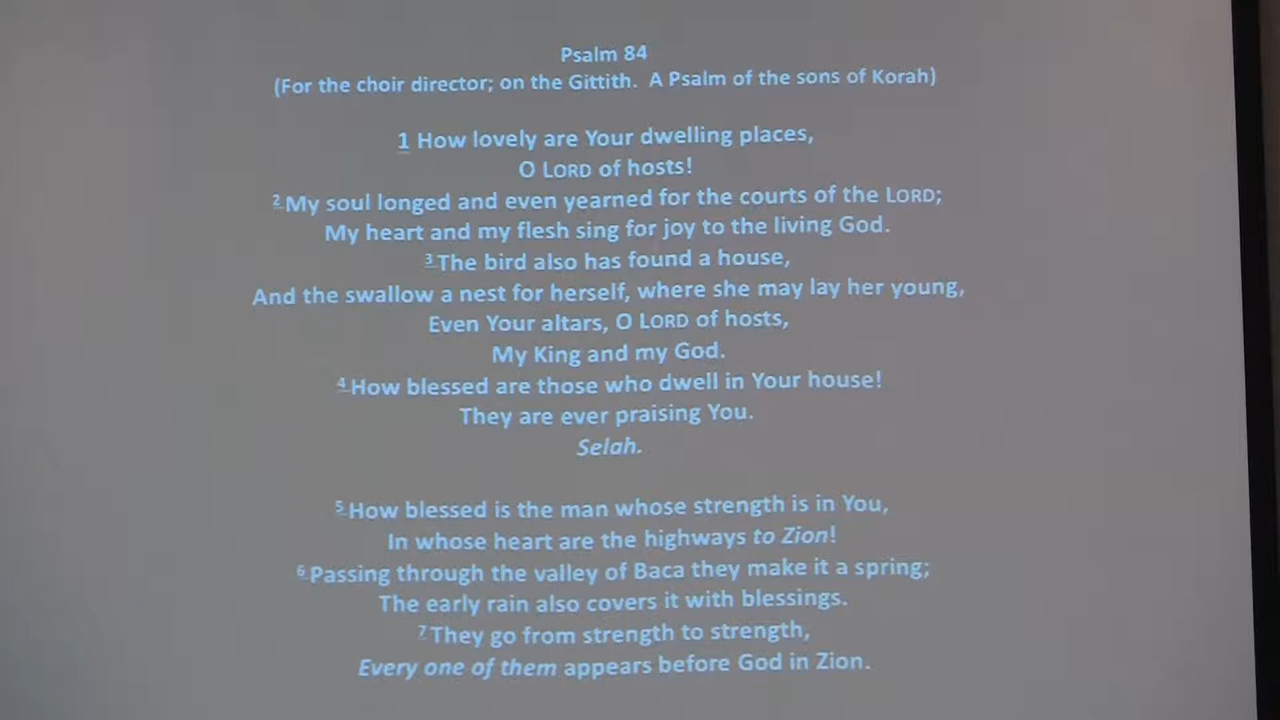 Psalm 84
(For the choir director; on the Gittith. A Psalm of the sons of Korah)
1 How lovely are Your dwelling places,
O LORD of hosts!
2 My soul longed and even yearned for the courts of the LORD;
My heart and my flesh sing for joy to the living God.
3 The bird also has found a house,
And the swallow a nest for herself, where she may lay her young,
Even Your altars, O LORD of hosts,
My King and my God.
4 How blessed are those who dwell in Your house!
They are ever praising You.
Selah.
5 How blessed is the man whose strength is in You,
In whose heart are the highways to Zion!
6 Passing through the valley of Baca they make it a spring;
The early rain also covers it with blessings.
7 They go from strength to strength,
Every one of them appears before God in Zion.